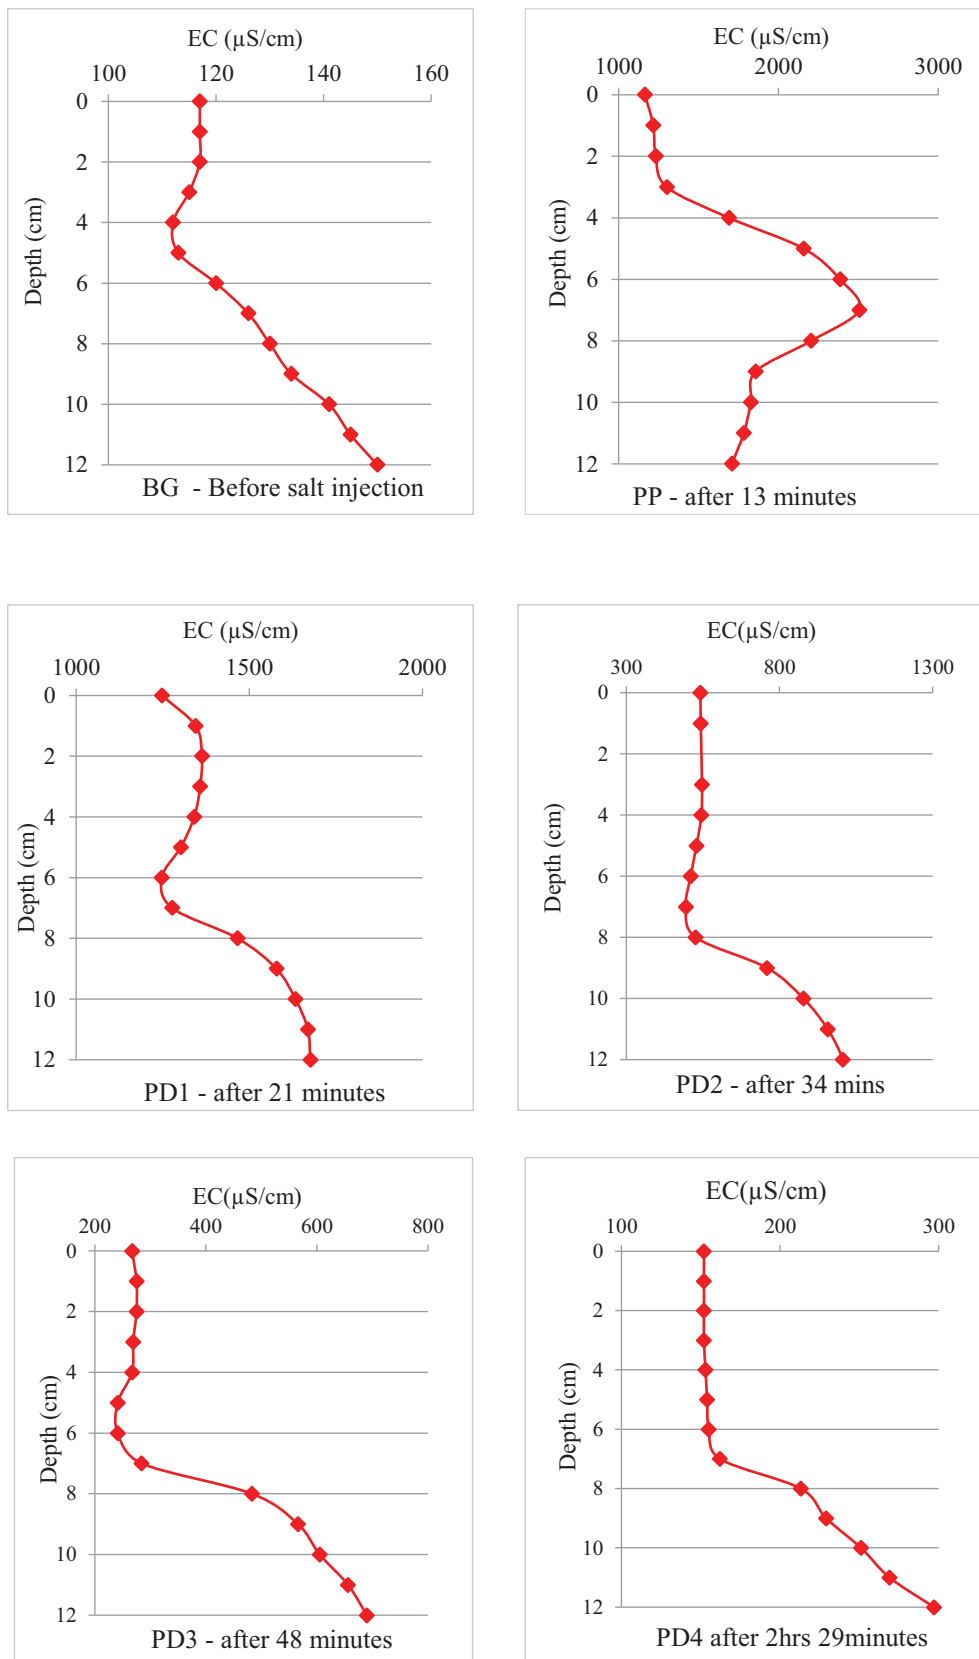 EC (µS/cm)
100 120 140 160
0
2
4
6
8
10
12
Depth (cm)
BG - Before salt injection
EC (µS/cm)
1000 2000 3000
0
2
4
6
8
10
12
Depth (cm)
PP - after 13 minutes
EC (µS/cm)
1000 1500 2000
0
2
4
6
8
10
12
Depth (cm)
PD1 - after 21 minutes
EC(µS/cm)
300 800 1300
0
2
4
6
8
10
12
Depth (cm)
PD2 - after 34 mins
EC(µS/cm)
200 400 600 800
0
2
4
6
8
10
12
Depth (cm)
PD3 - after 48 minutes
EC(µS/cm)
100 200 300
0
2
4
6
8
10
12
Depth (cm)
PD4 after 2hrs 29minutes